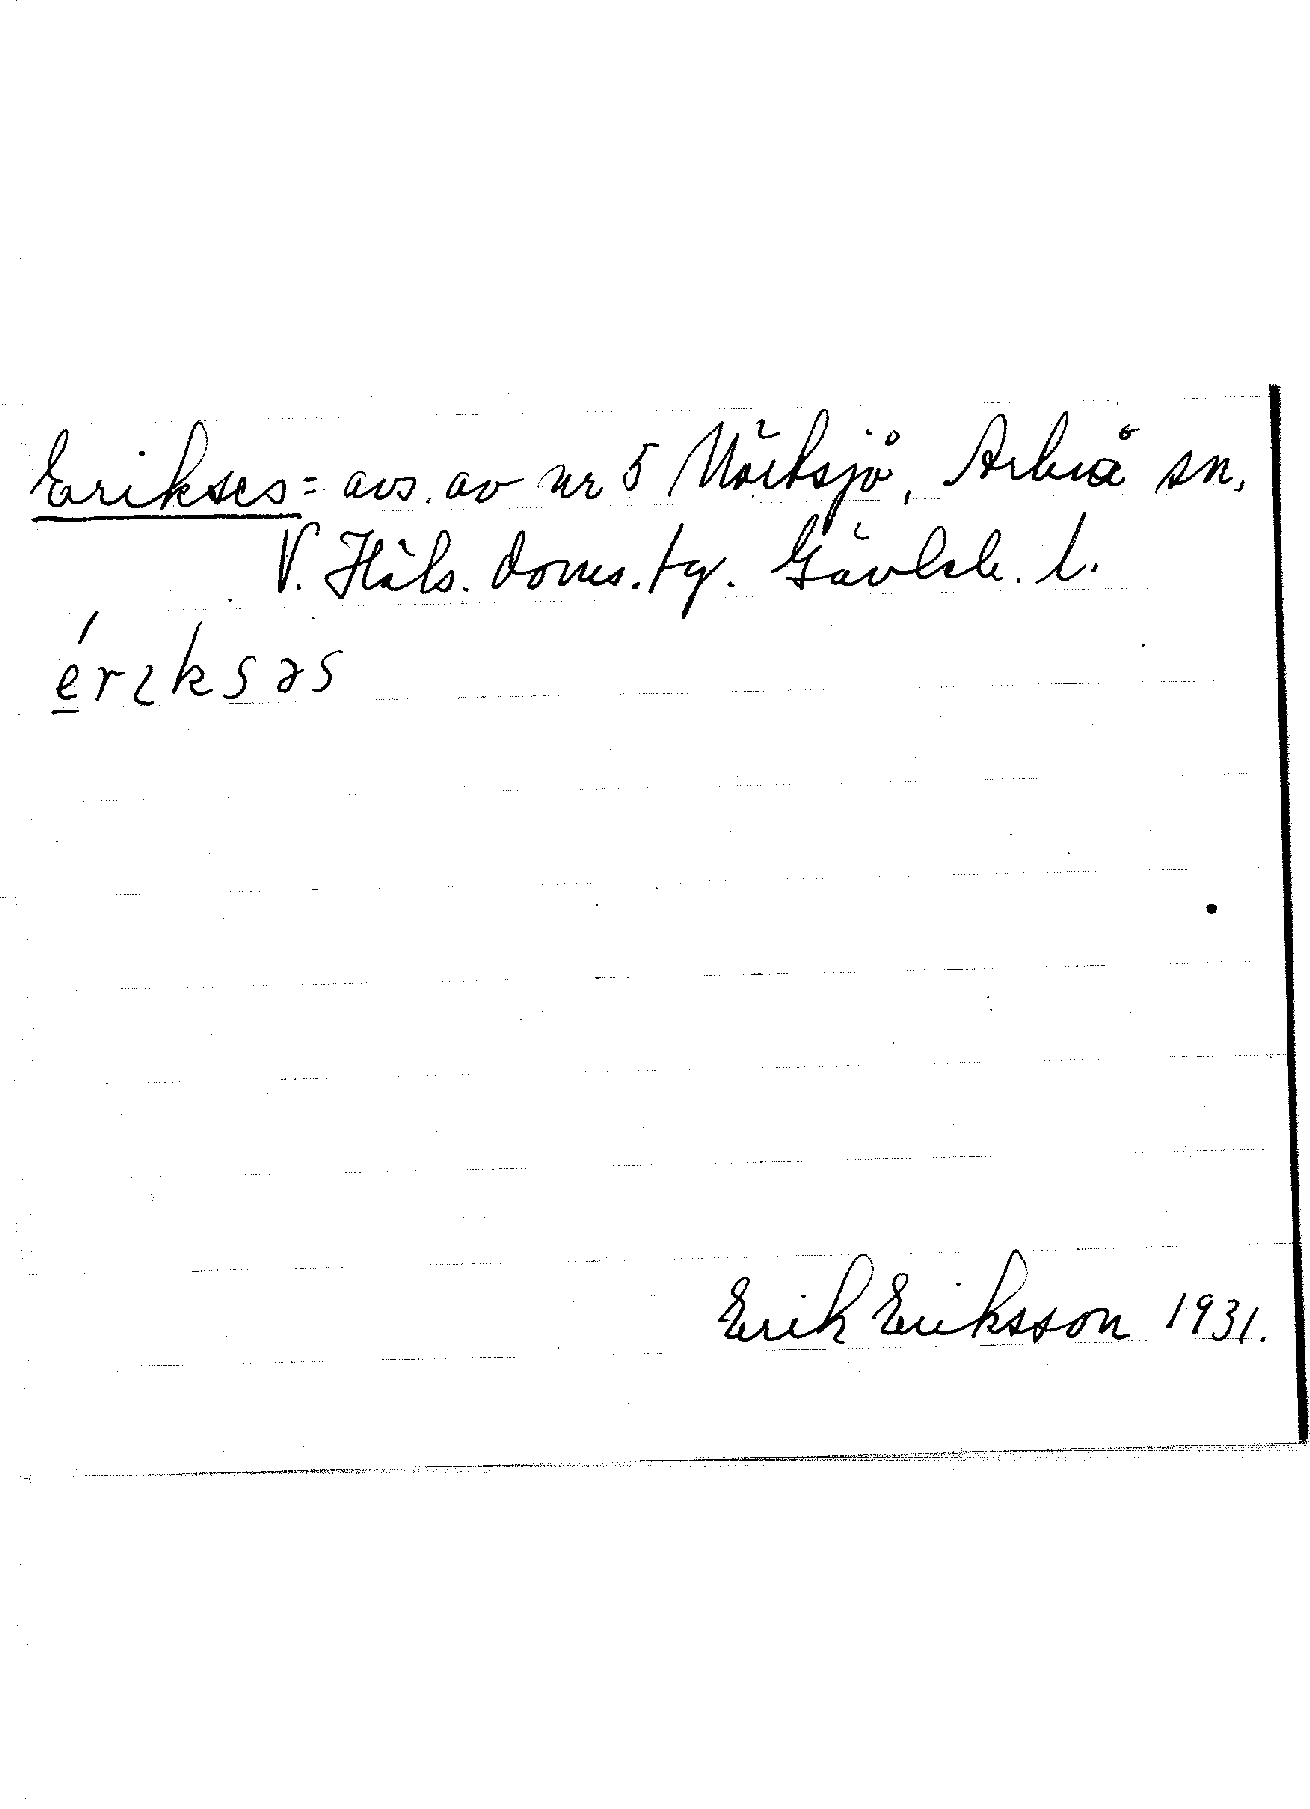 Erikses = avs. av nr 5 Mörtsjö, Arbrå sn,
V. Häls. doms. tg. Gävleb. l.
érɩksəs
Erik Eriksson 1931.